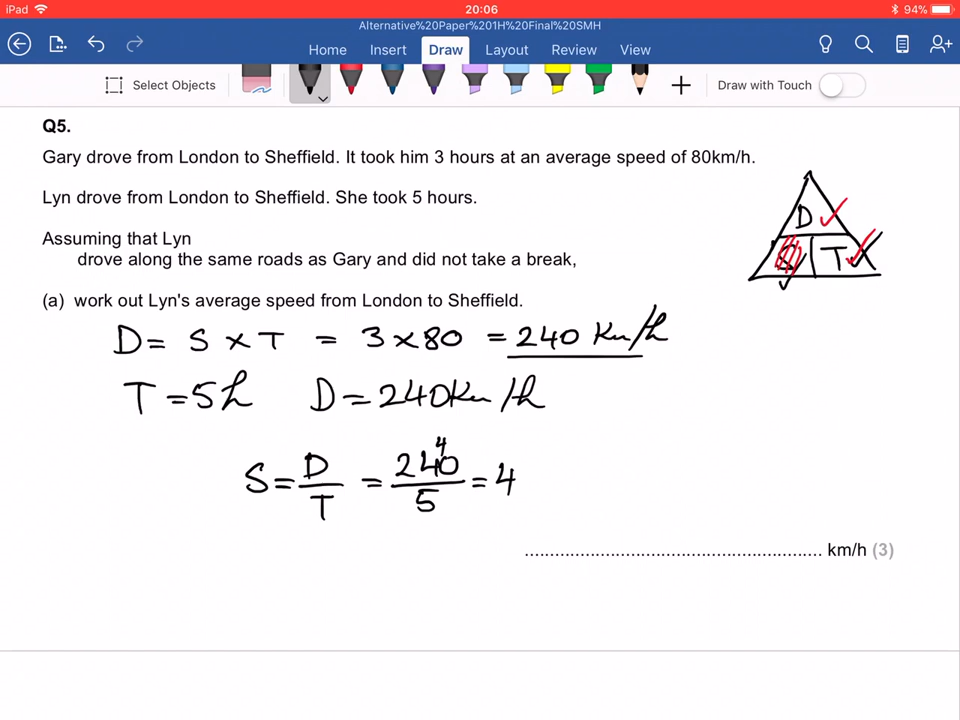 iPad 20:06 94%
Alternative%20Paper%201H%20Final%20SMH
Home Insert Draw Layout Review View
Select Objects Draw with Touch
Q5.
Gary drove from London to Sheffield. It took him 3 hours at an average speed of 80km/h.
Lyn drove from London to Sheffield. She took 5 hours.
Assuming that Lyn
drove along the same roads as Gary and did not take a break,
D
S T
(a) work out Lyn's average speed from London to Sheffield.
D = S × T = 3 × 80 = 240 Km/h
T = 5h D = 240Km/h
S = D/T = 240/5 = 4
4
........................................................... km/h (3)